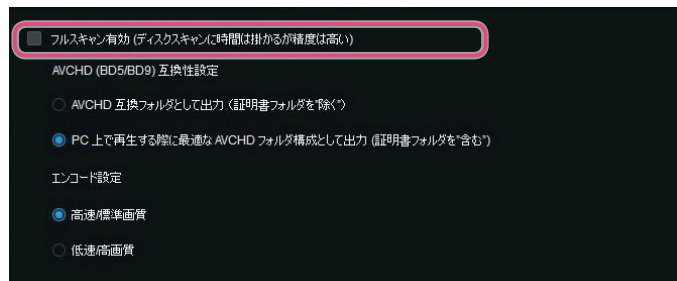 フルスキャン有効 (ディスクスキャンに時間は掛かるが精度は高い)
AVCHD (BD5/BD9) 互換性設定
AVCHD 互換フォルダとして出力 (証明書フォルダを"除く")
PC 上で再生する際に最適な AVCHD フォルダ構成として出力 (証明書フォルダを"含む")
エンコード設定
高速/標準画質
低速/高画質